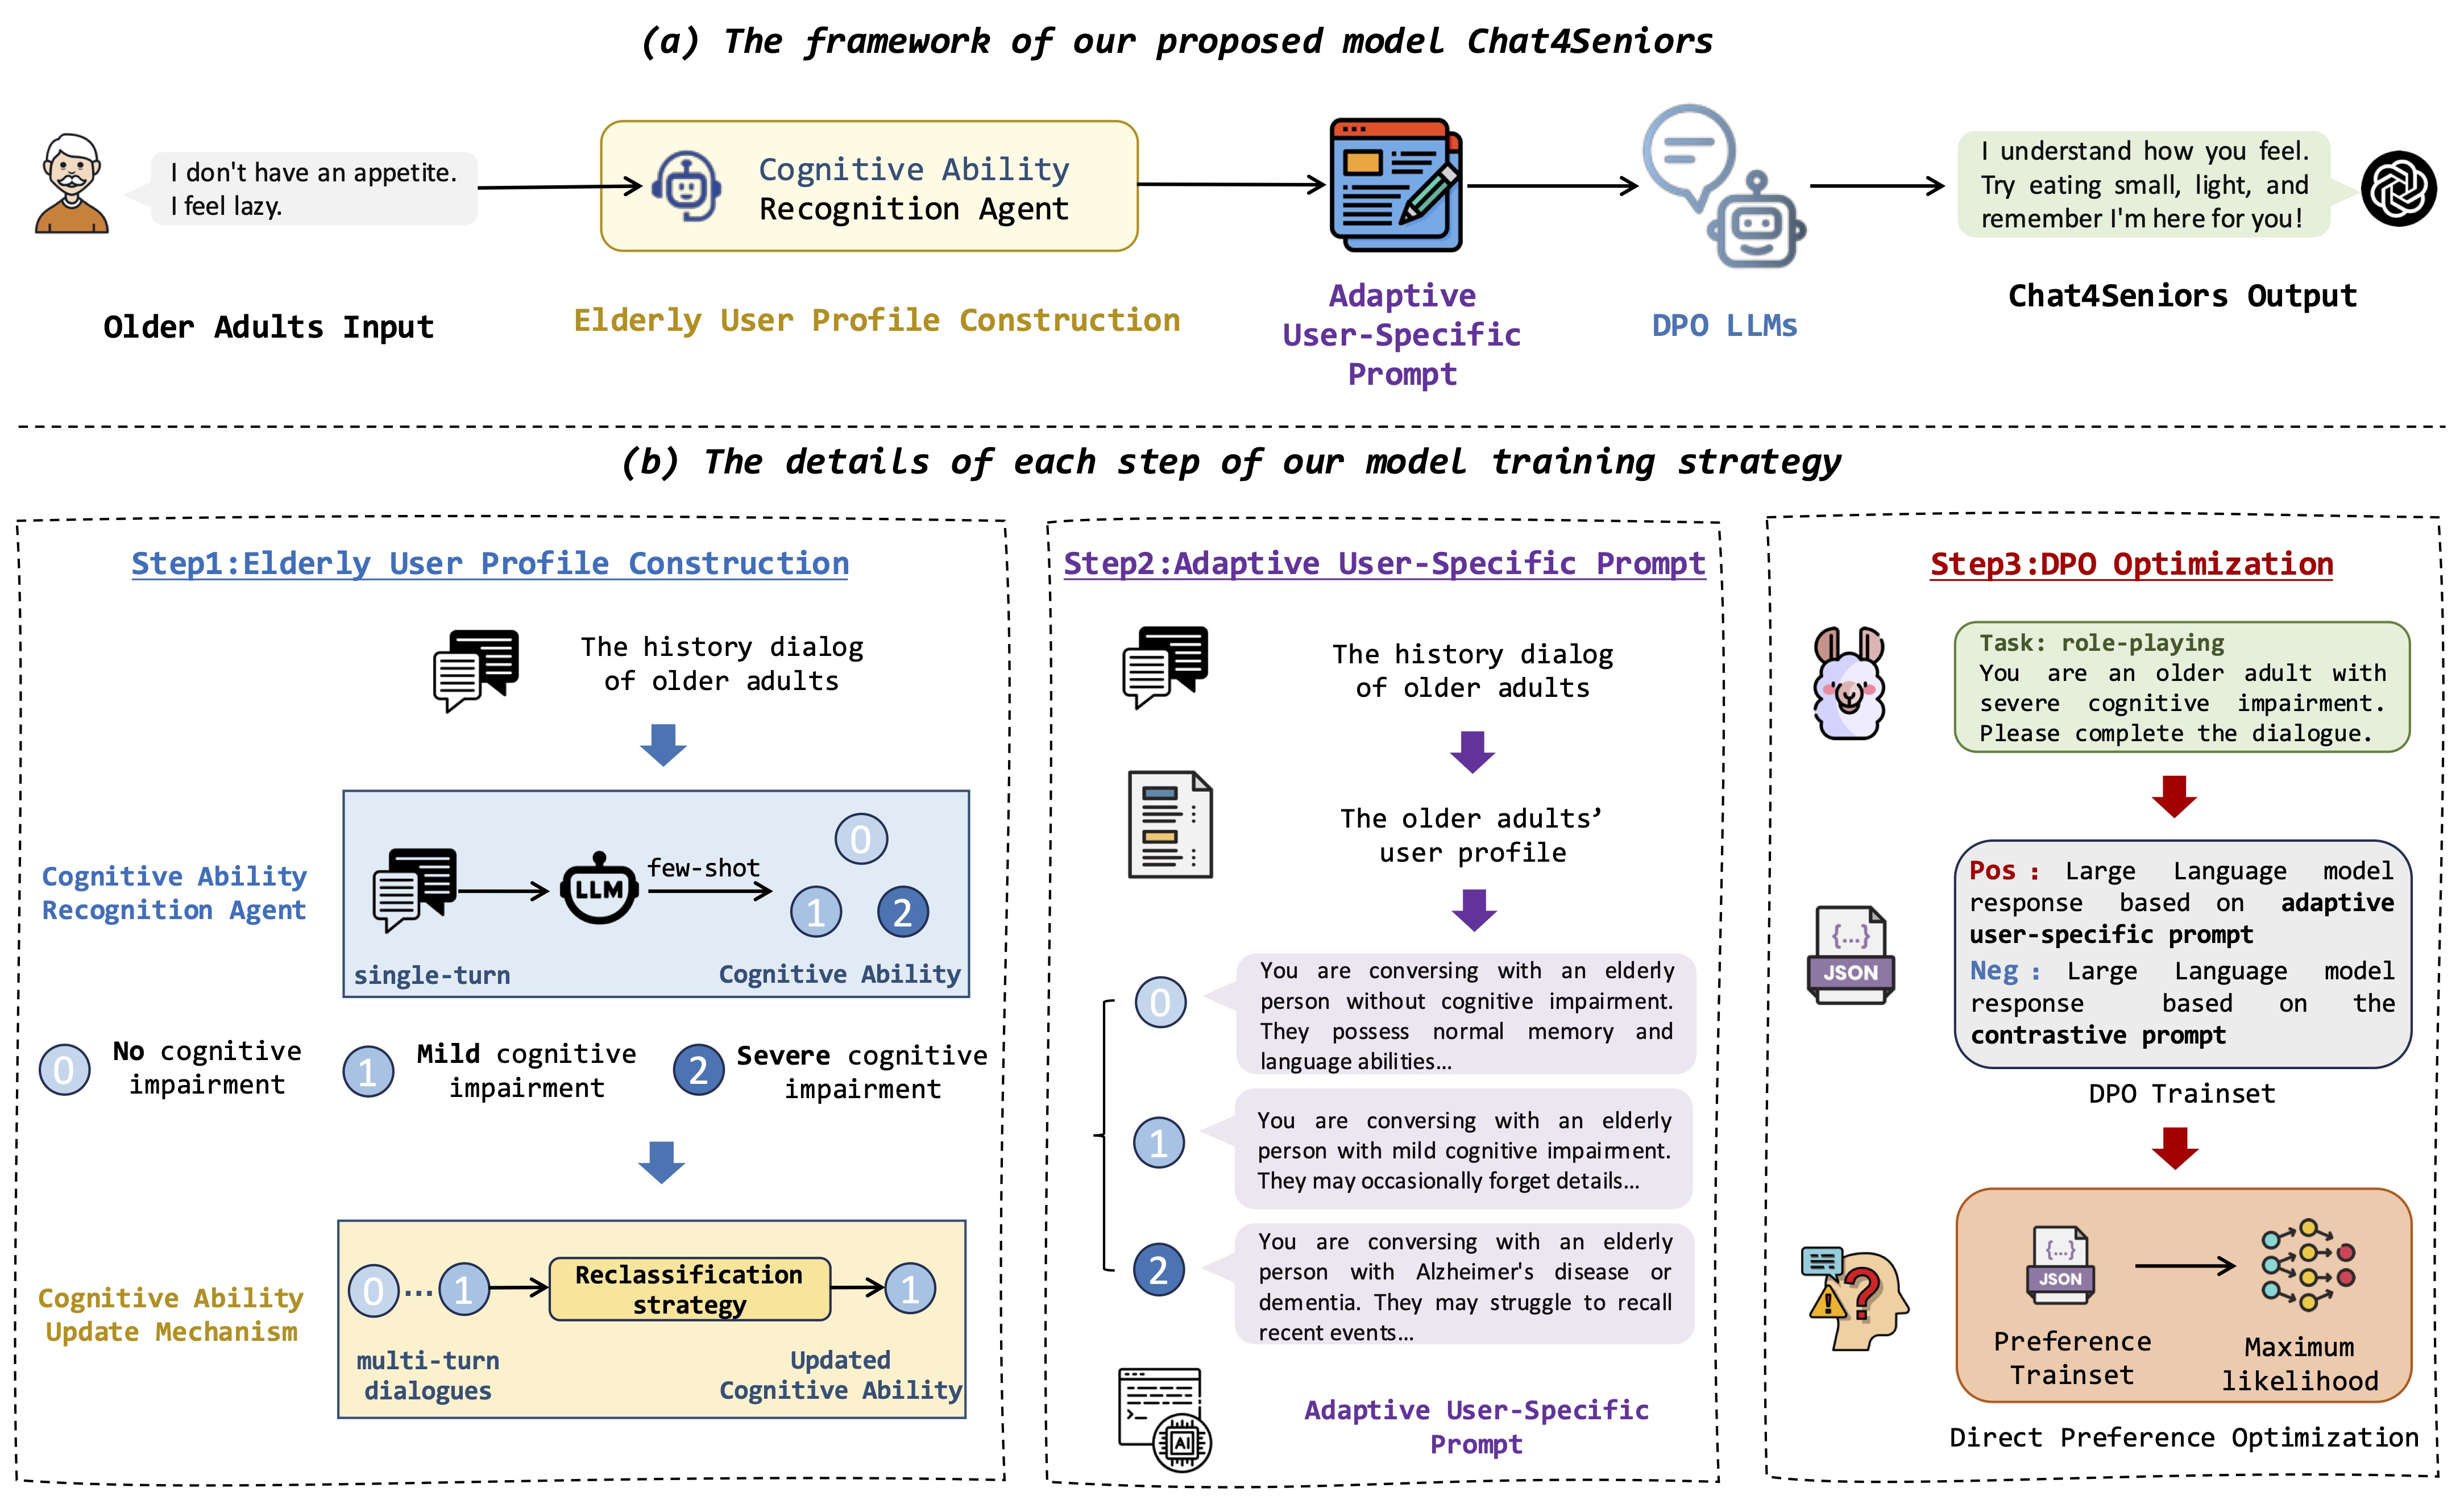 (a) The framework of our proposed model Chat4Seniors
I don't have an appetite.
I feel lazy.
Cognitive Ability
Recognition Agent
I understand how you feel.
Try eating small, light, and
remember I'm here for you!
Older Adults Input
Elderly User Profile Construction
Adaptive
User-Specific
Prompt
DPO LLMs
Chat4Seniors Output
(b) The details of each step of our model training strategy
Step1:Elderly User Profile Construction
The history dialog
of older adults
Cognitive Ability
Recognition Agent
LLM
few-shot
0
1
2
single-turn
Cognitive Ability
0
No cognitive
impairment
1
Mild cognitive
impairment
2
Severe cognitive
impairment
Cognitive Ability
Update Mechanism
0
...
1
Reclassification
strategy
1
multi-turn
dialogues
Updated
Cognitive Ability
Step2:Adaptive User-Specific Prompt
The history dialog
of older adults
The older adults’
user profile
0
You are conversing with an elderly
person without cognitive impairment.
They possess normal memory and
language abilities…
1
You are conversing with an elderly
person with mild cognitive impairment.
They may occasionally forget details…
2
You are conversing with an elderly
person with Alzheimer's disease or
dementia. They may struggle to recall
recent events…
AI
Adaptive User-Specific
Prompt
Step3:DPO Optimization
Task: role-playing
You are an older adult with
severe cognitive impairment.
Please complete the dialogue.
{...}
JSON
Pos : Large Language model
response based on adaptive
user-specific prompt
Neg : Large Language model
response based on the
contrastive prompt
DPO Trainset
{...}
JSON
Preference
Trainset
Maximum
likelihood
Direct Preference Optimization